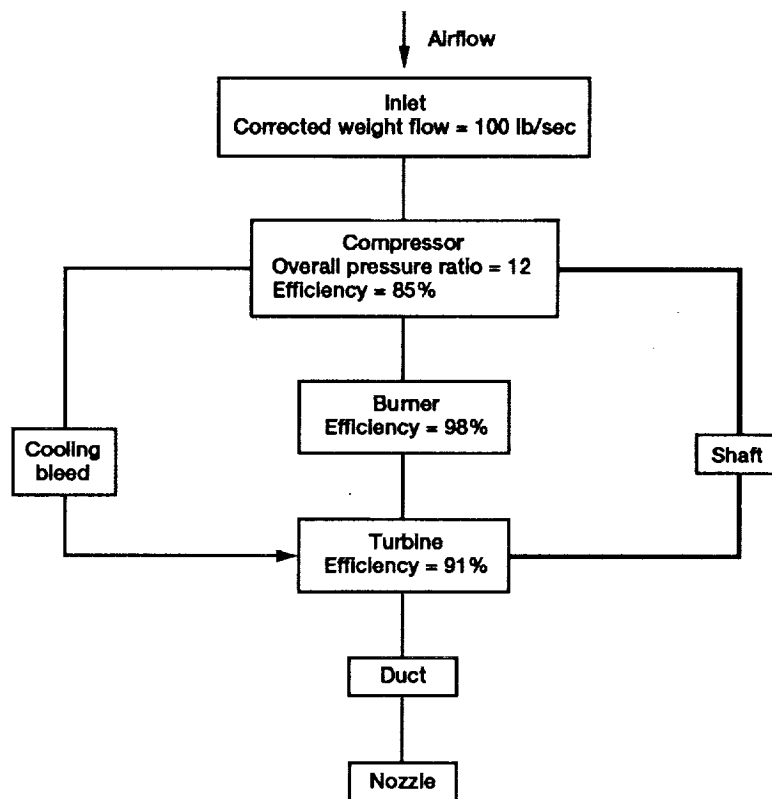 Airflow
Inlet
Corrected weight flow = 100 lb/sec
Compressor
Overall pressure ratio = 12
Efficiency = 85%
Burner
Efficiency = 98%
Cooling
bleed
Shaft
Turbine
Efficiency = 91%
Duct
Nozzle